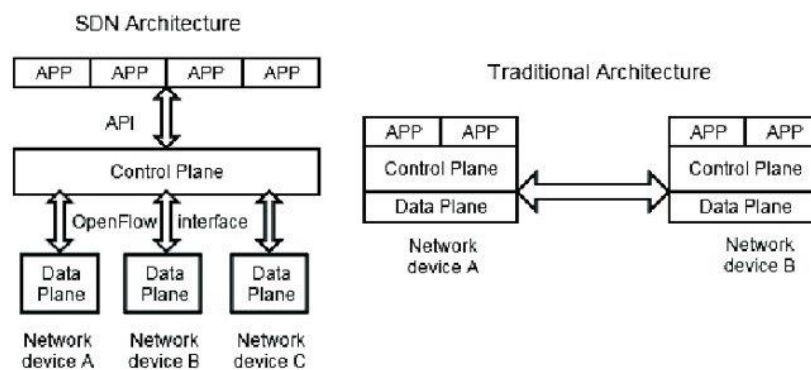 SDN Architecture
APP APP APP APP
API
Control Plane
OpenFlow interface
Data Plane
Network device A
Data Plane
Network device B
Data Plane
Network device C
Traditional Architecture
APP APP
Control Plane
Data Plane
Network device A
APP APP
Control Plane
Data Plane
Network device B